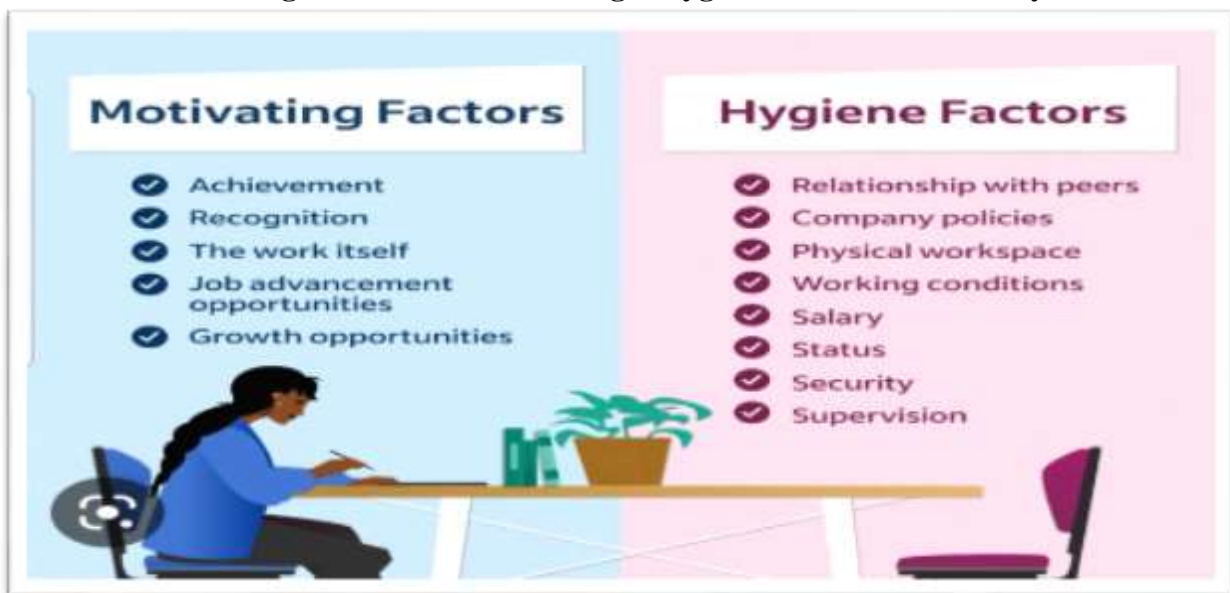 Motivating Factors
Achievement
Recognition
The work itself
Job advancement
opportunities
Growth opportunities
Hygiene Factors
Relationship with peers
Company policies
Physical workspace
Working conditions
Salary
Status
Security
Supervision